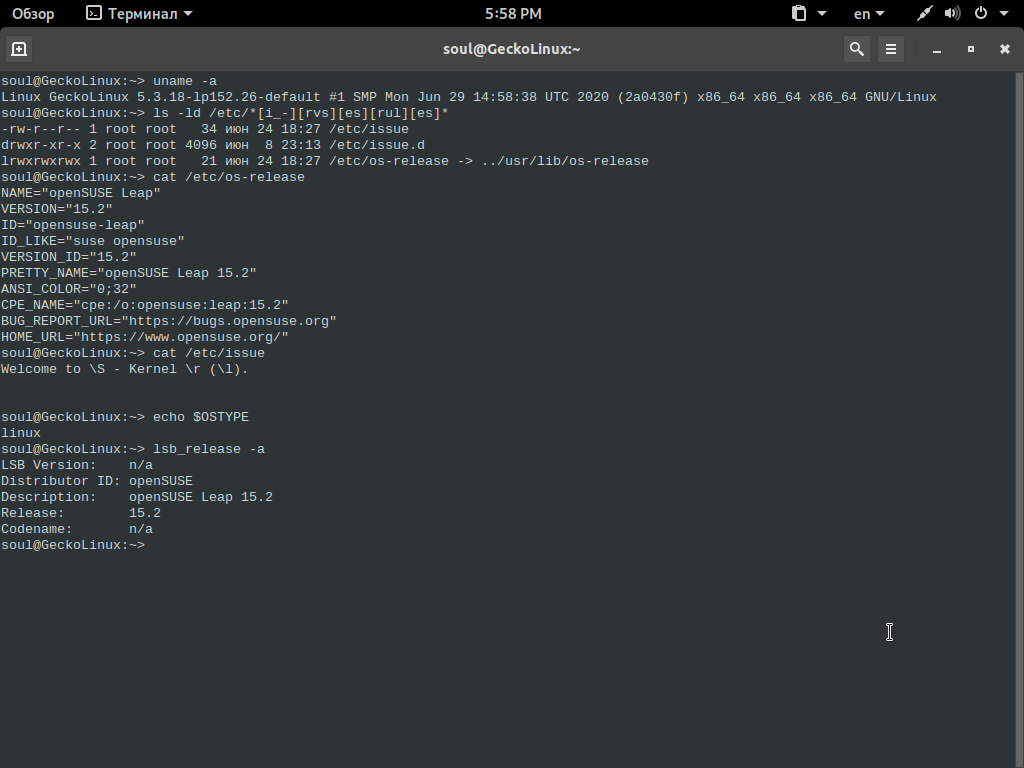 Обзор Терминал 5:58 PM en
soul@GeckoLinux:~
soul@GeckoLinux:~> uname -a
Linux GeckoLinux 5.3.18-lp152.26-default #1 SMP Mon Jun 29 14:58:38 UTC 2020 (2a0430f) x86_64 x86_64 x86_64 GNU/Linux
soul@GeckoLinux:~> ls -ld /etc/*[i_-][rvs][es][rul][es]*
-rw-r--r-- 1 root root   34 июн 24 18:27 /etc/issue
drwxr-xr-x 2 root root 4096 июн  8 23:13 /etc/issue.d
lrwxrwxrwx 1 root root   21 июн 24 18:27 /etc/os-release -> ../usr/lib/os-release
soul@GeckoLinux:~> cat /etc/os-release
NAME="openSUSE Leap"
VERSION="15.2"
ID="opensuse-leap"
ID_LIKE="suse opensuse"
VERSION_ID="15.2"
PRETTY_NAME="openSUSE Leap 15.2"
ANSI_COLOR="0;32"
CPE_NAME="cpe:/o:opensuse:leap:15.2"
BUG_REPORT_URL="https://bugs.opensuse.org"
HOME_URL="https://www.opensuse.org/"
soul@GeckoLinux:~> cat /etc/issue
Welcome to \S - Kernel \r (\l).
soul@GeckoLinux:~> echo $OSTYPE
linux
soul@GeckoLinux:~> lsb_release -a
LSB Version:    n/a
Distributor ID: openSUSE
Description:    openSUSE Leap 15.2
Release:        15.2
Codename:       n/a
soul@GeckoLinux:~>